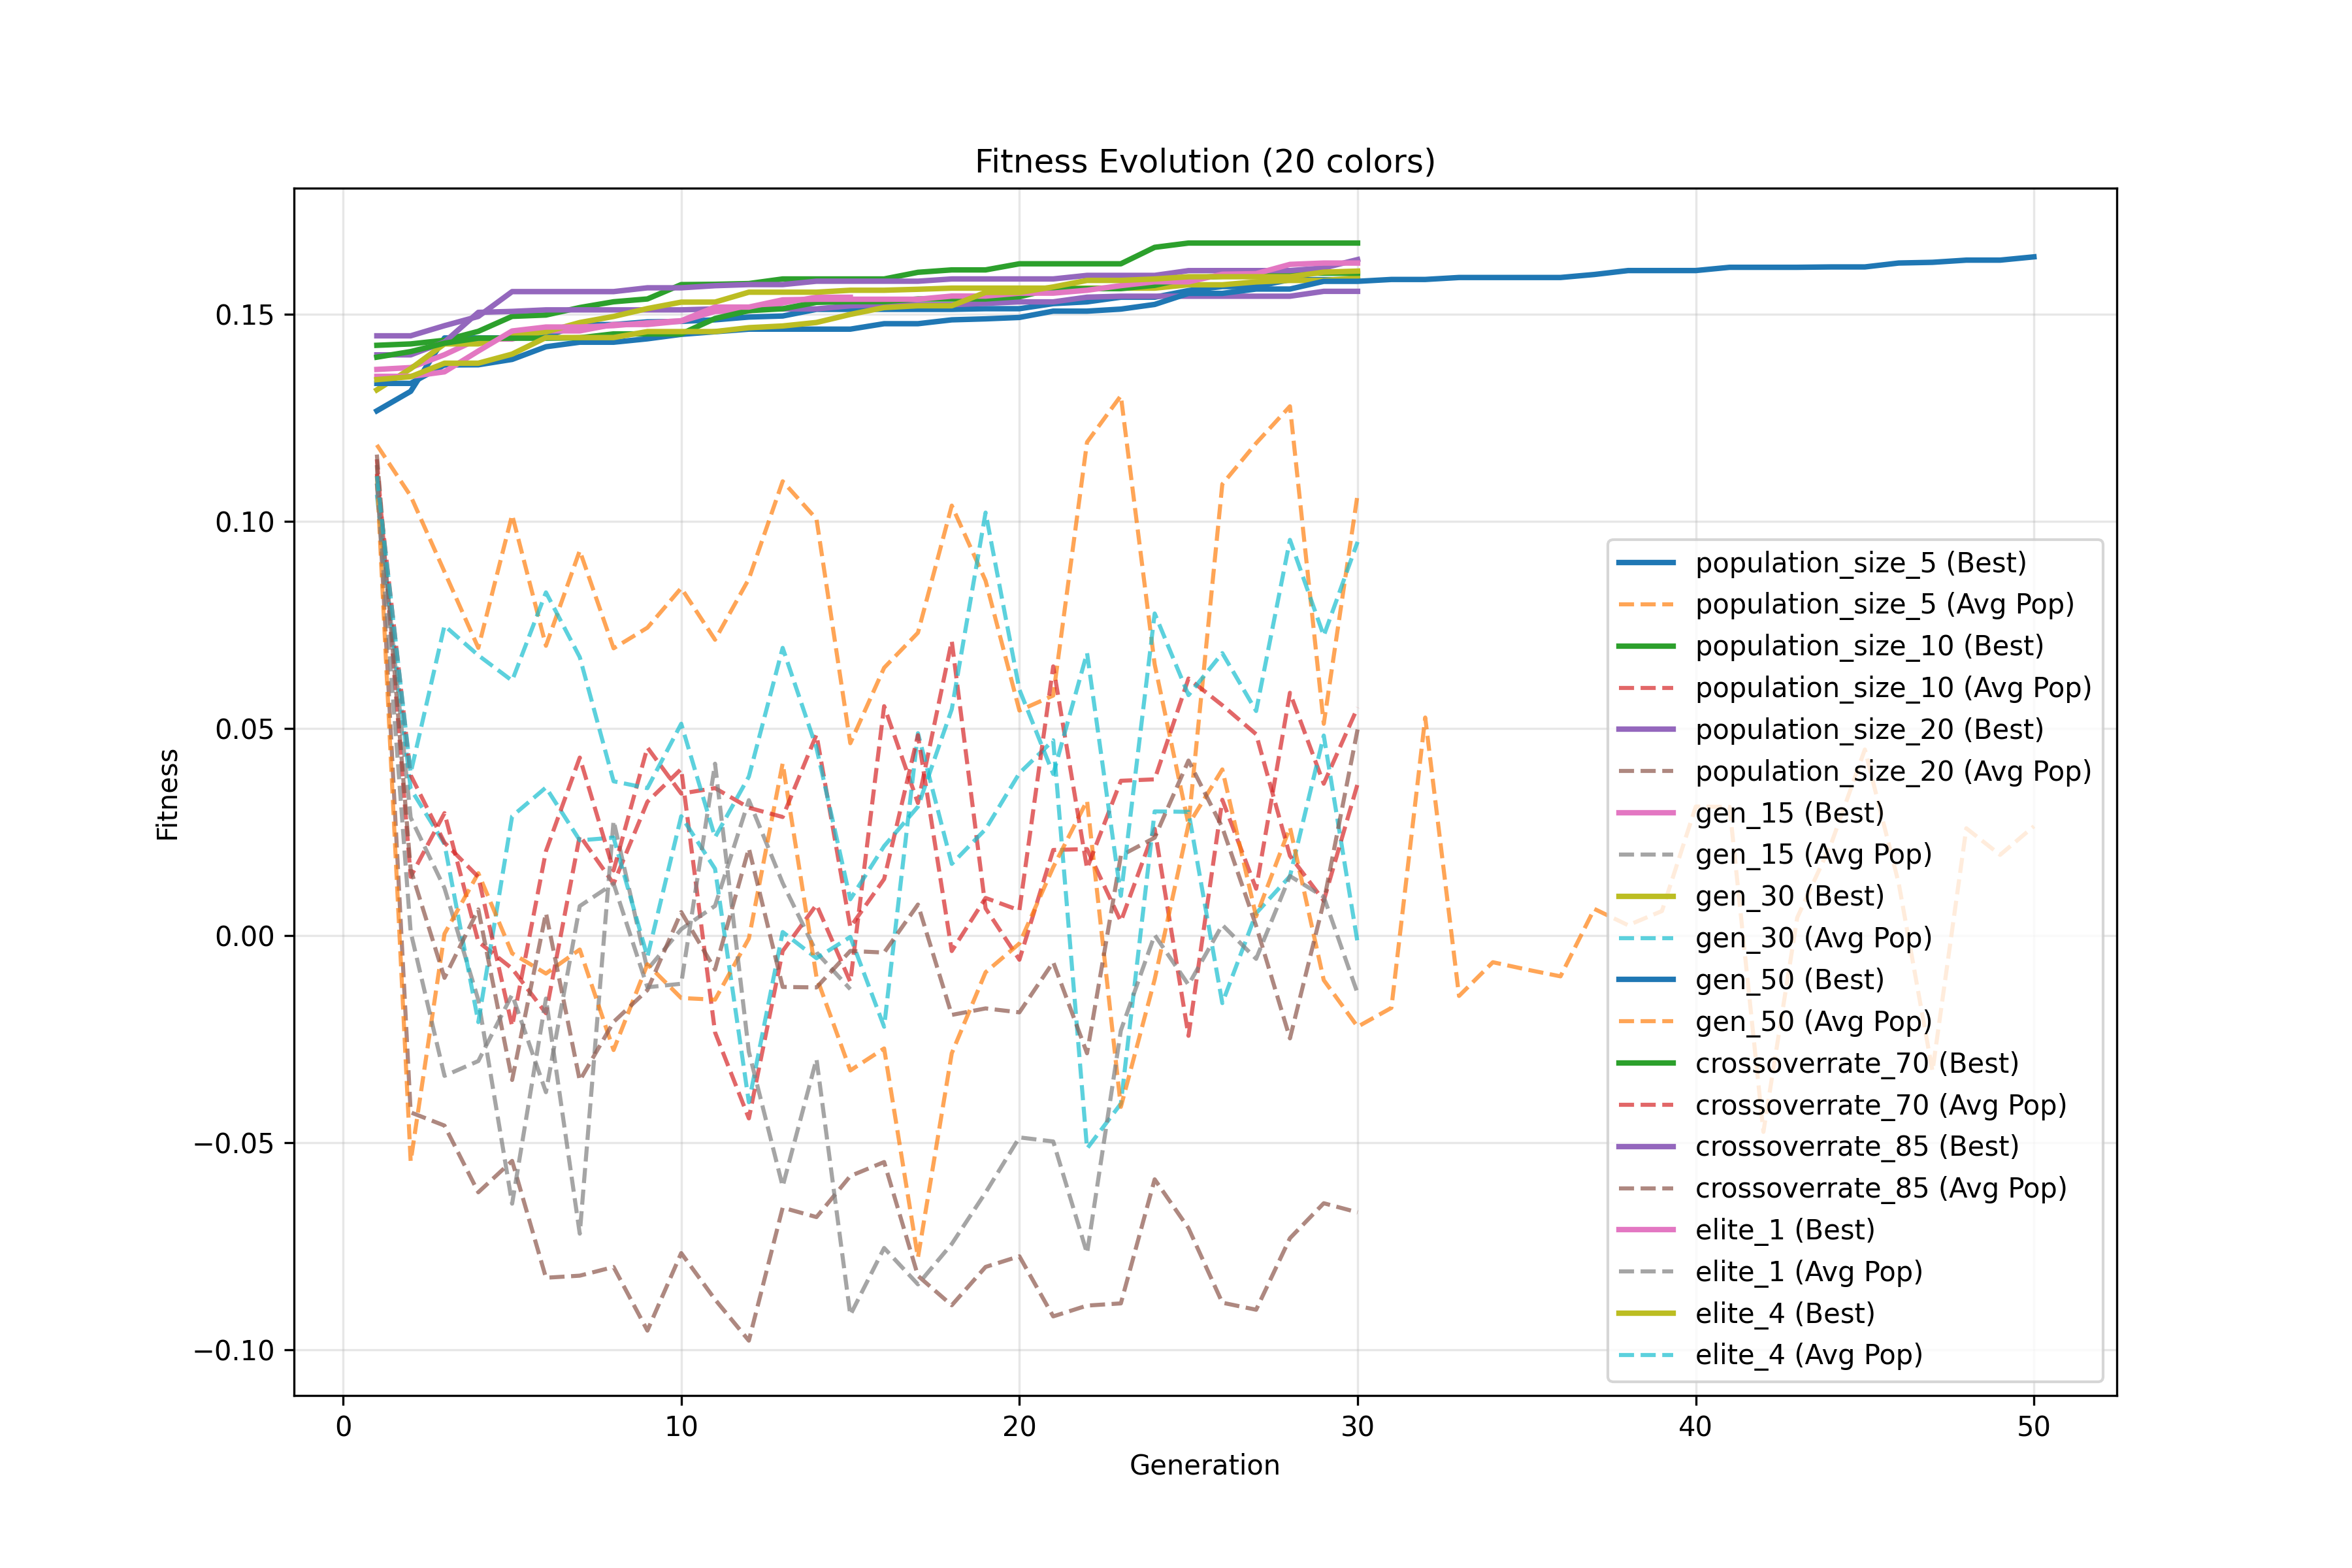 Fitness Evolution (20 colors)
0.15
0.10
0.05
0.00
−0.05
−0.10
Fitness
population_size_5 (Best)
population_size_5 (Avg Pop)
population_size_10 (Best)
population_size_10 (Avg Pop)
population_size_20 (Best)
population_size_20 (Avg Pop)
gen_15 (Best)
gen_15 (Avg Pop)
gen_30 (Best)
gen_30 (Avg Pop)
gen_50 (Best)
gen_50 (Avg Pop)
crossoverrate_70 (Best)
crossoverrate_70 (Avg Pop)
crossoverrate_85 (Best)
crossoverrate_85 (Avg Pop)
elite_1 (Best)
elite_1 (Avg Pop)
elite_4 (Best)
elite_4 (Avg Pop)
0 10 20 30 40 50
Generation